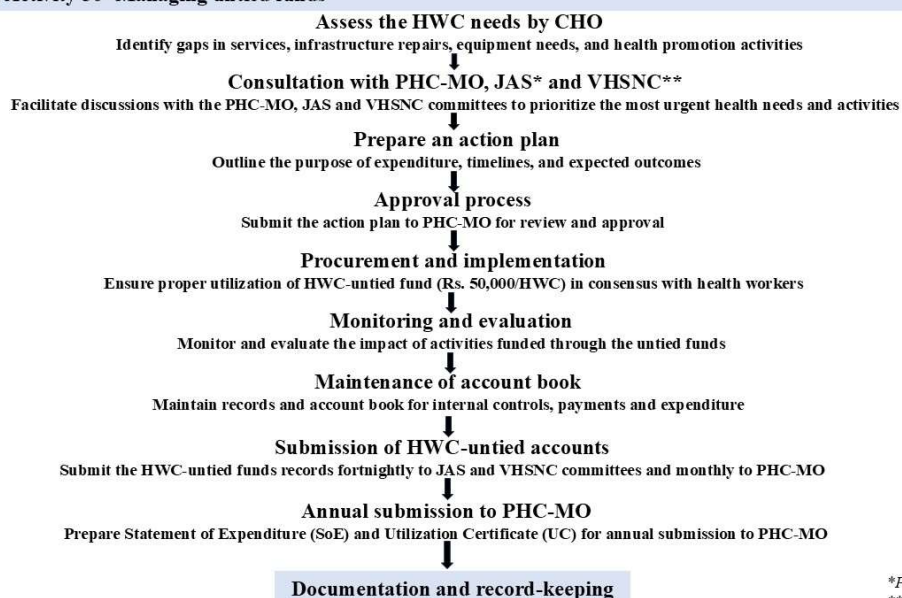 Assess the HWC needs by CHO
Identify gaps in services, infrastructure repairs, equipment needs, and health promotion activities
Consultation with PHC-MO, JAS* and VHSNC**
Facilitate discussions with the PHC-MO, JAS and VHSNC committees to prioritize the most urgent health needs and activities
Prepare an action plan
Outline the purpose of expenditure, timelines, and expected outcomes
Approval process
Submit the action plan to PHC-MO for review and approval
Procurement and implementation
Ensure proper utilization of HWC-untied fund (Rs. 50,000/HWC) in consensus with health workers
Monitoring and evaluation
Monitor and evaluate the impact of activities funded through the untied funds
Maintenance of account book
Maintain records and account book for internal controls, payments and expenditure
Submission of HWC-untied accounts
Submit the HWC-untied funds records fortnightly to JAS and VHSNC committees and monthly to PHC-MO
Annual submission to PHC-MO
Prepare Statement of Expenditure (SoE) and Utilization Certificate (UC) for annual submission to PHC-MO
Documentation and record-keeping